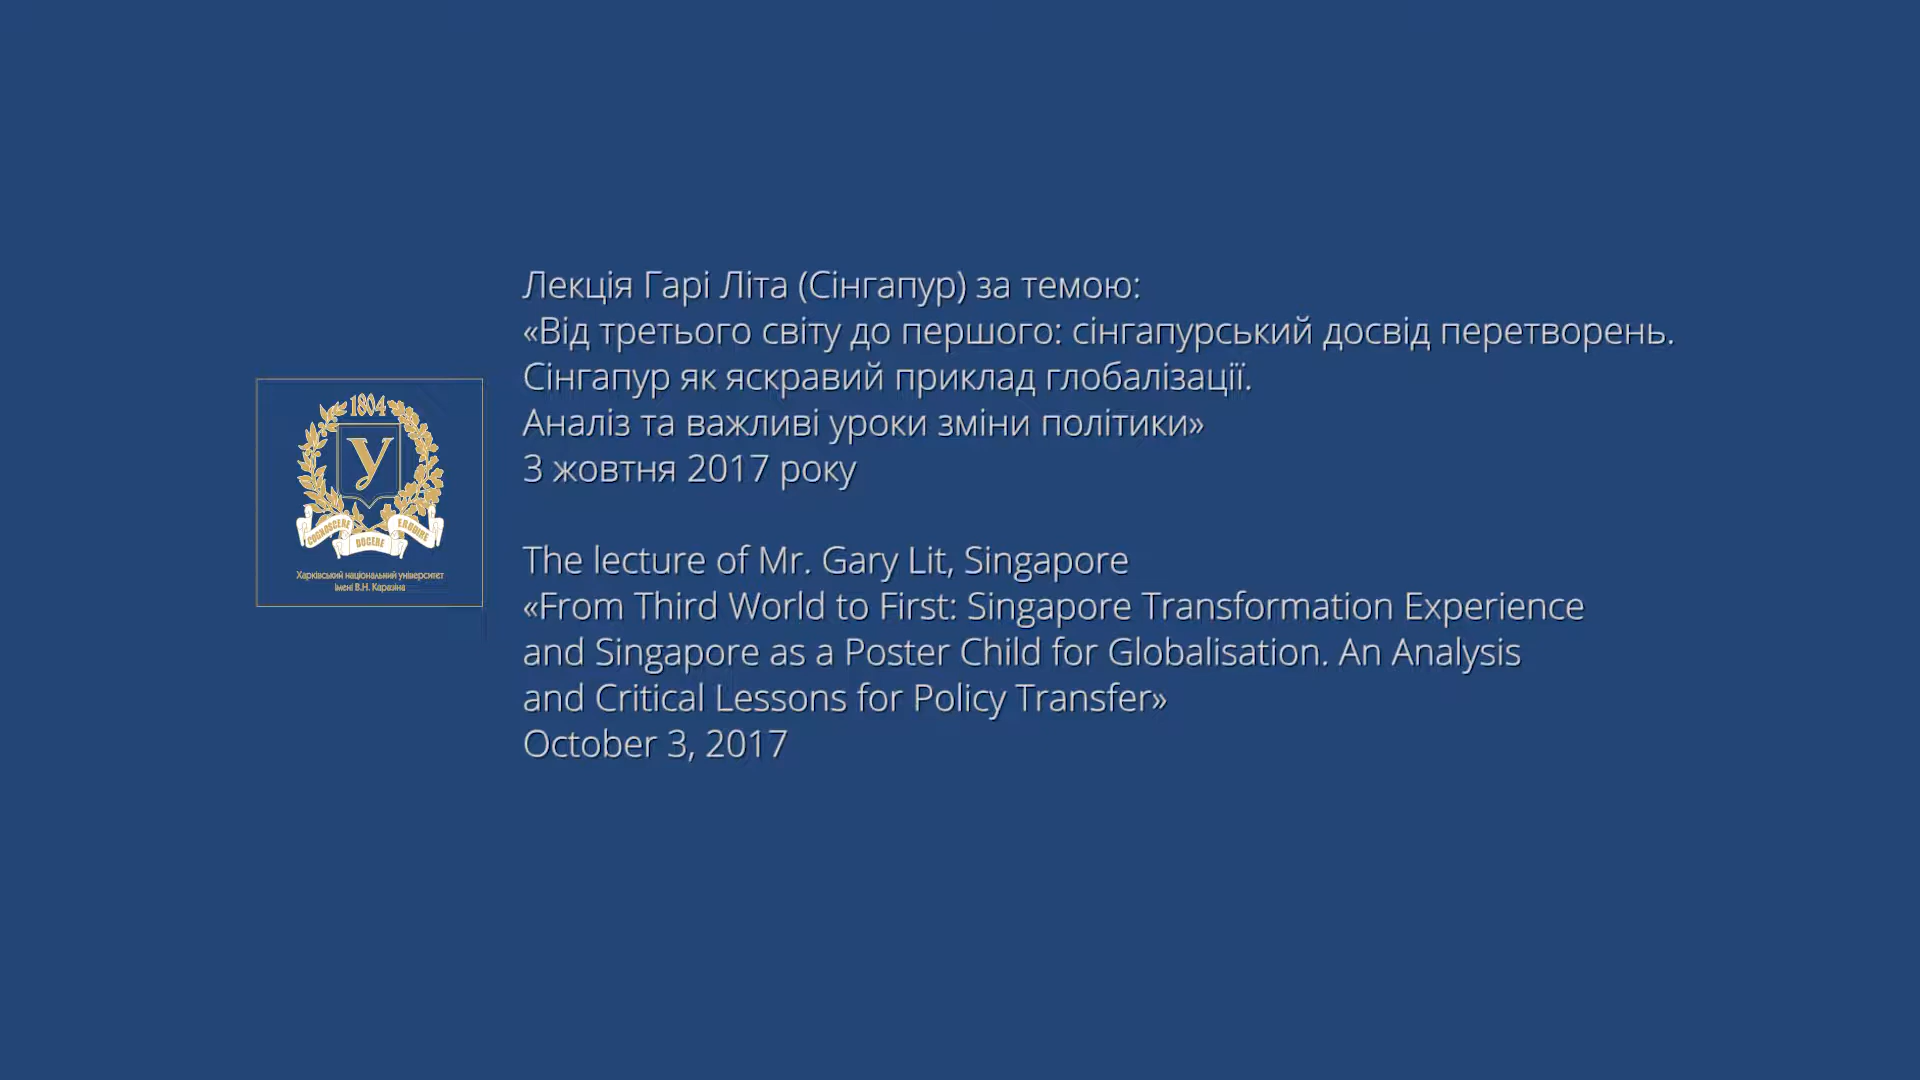 1804
У
COGNOSCERE
DOCERE
ERUDIRE
Харківський національний університет
імені В.Н. Каразіна
Лекція Гарі Літа (Сінгапур) за темою:
«Від третього світу до першого: сінгапурський досвід перетворень.
Сінгапур як яскравий приклад глобалізації.
Аналіз та важливі уроки зміни політики»
3 жовтня 2017 року
The lecture of Mr. Gary Lit, Singapore
«From Third World to First: Singapore Transformation Experience
and Singapore as a Poster Child for Globalisation. An Analysis
and Critical Lessons for Policy Transfer»
October 3, 2017